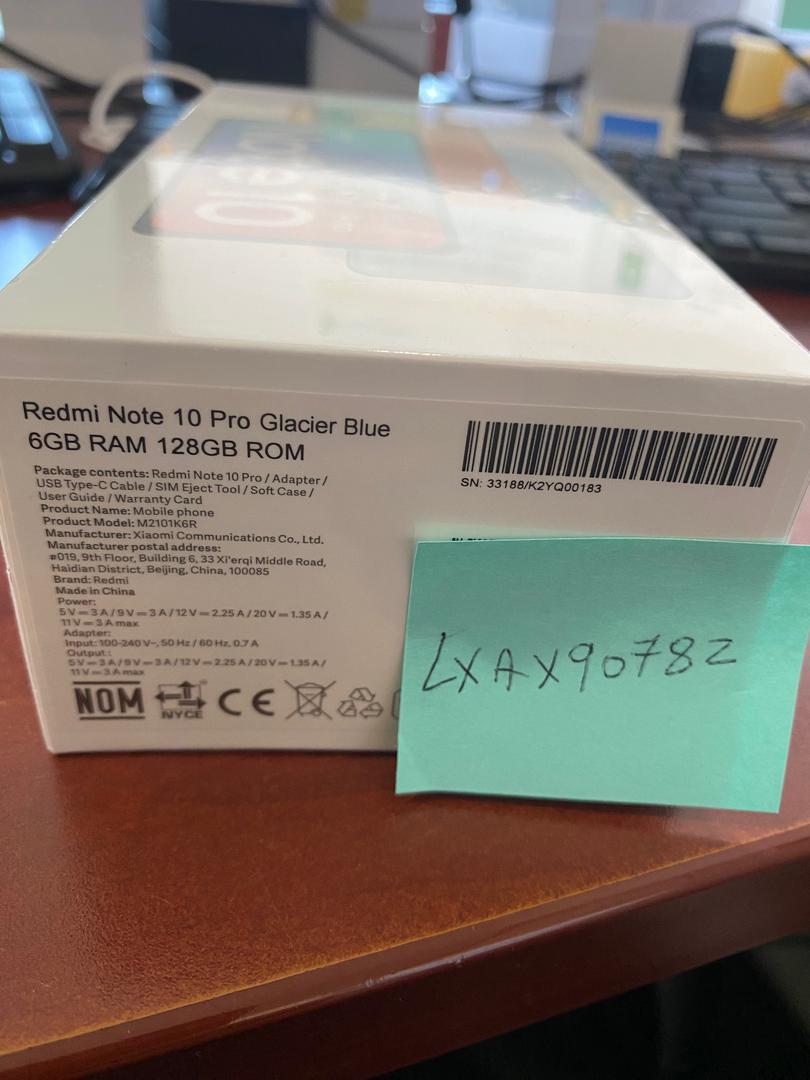 Redmi Note 10 Pro Glacier Blue
6GB RAM 128GB ROM
Package contents: Redmi Note 10 Pro / Adapter /
USB Type-C Cable / SIM Eject Tool / Soft Case /
User Guide / Warranty Card
Product Name: Mobile phone
Product Model: M2101K6R
Manufacturer: Xiaomi Communications Co., Ltd.
Manufacturer postal address:
#019, 9th Floor, Building 6, 33 Xi'erqi Middle Road,
Haidian District, Beijing, China, 100085
Brand: Redmi
Made in China
Power:
5 V⎓3 A / 9 V⎓3 A / 12 V⎓2.25 A / 20 V⎓1.35 A /
11 V⎓3 A max
Adapter:
Input: 100-240 V~, 50 Hz / 60 Hz, 0.7 A
Output:
5 V⎓3 A / 9 V⎓3 A / 12 V⎓2.25 A / 20 V⎓1.35 A /
11 V⎓3 A max
NOM NYCE CE
SN: 33188/K2YQ00183
LXAX90782